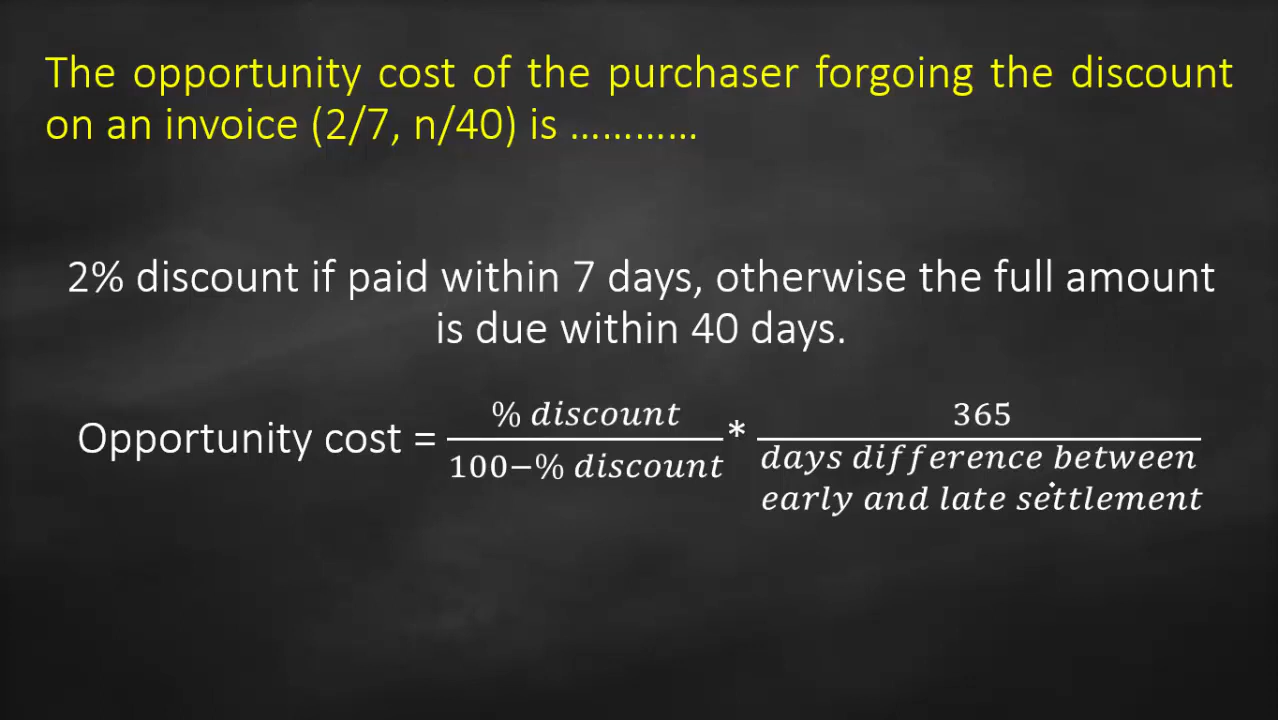 The opportunity cost of the purchaser forgoing the discount
on an invoice (2/7, n/40) is …………
2% discount if paid within 7 days, otherwise the full amount
is due within 40 days.
Opportunity cost = % discount / 100−% discount * 365 / days difference between
early and late settlement